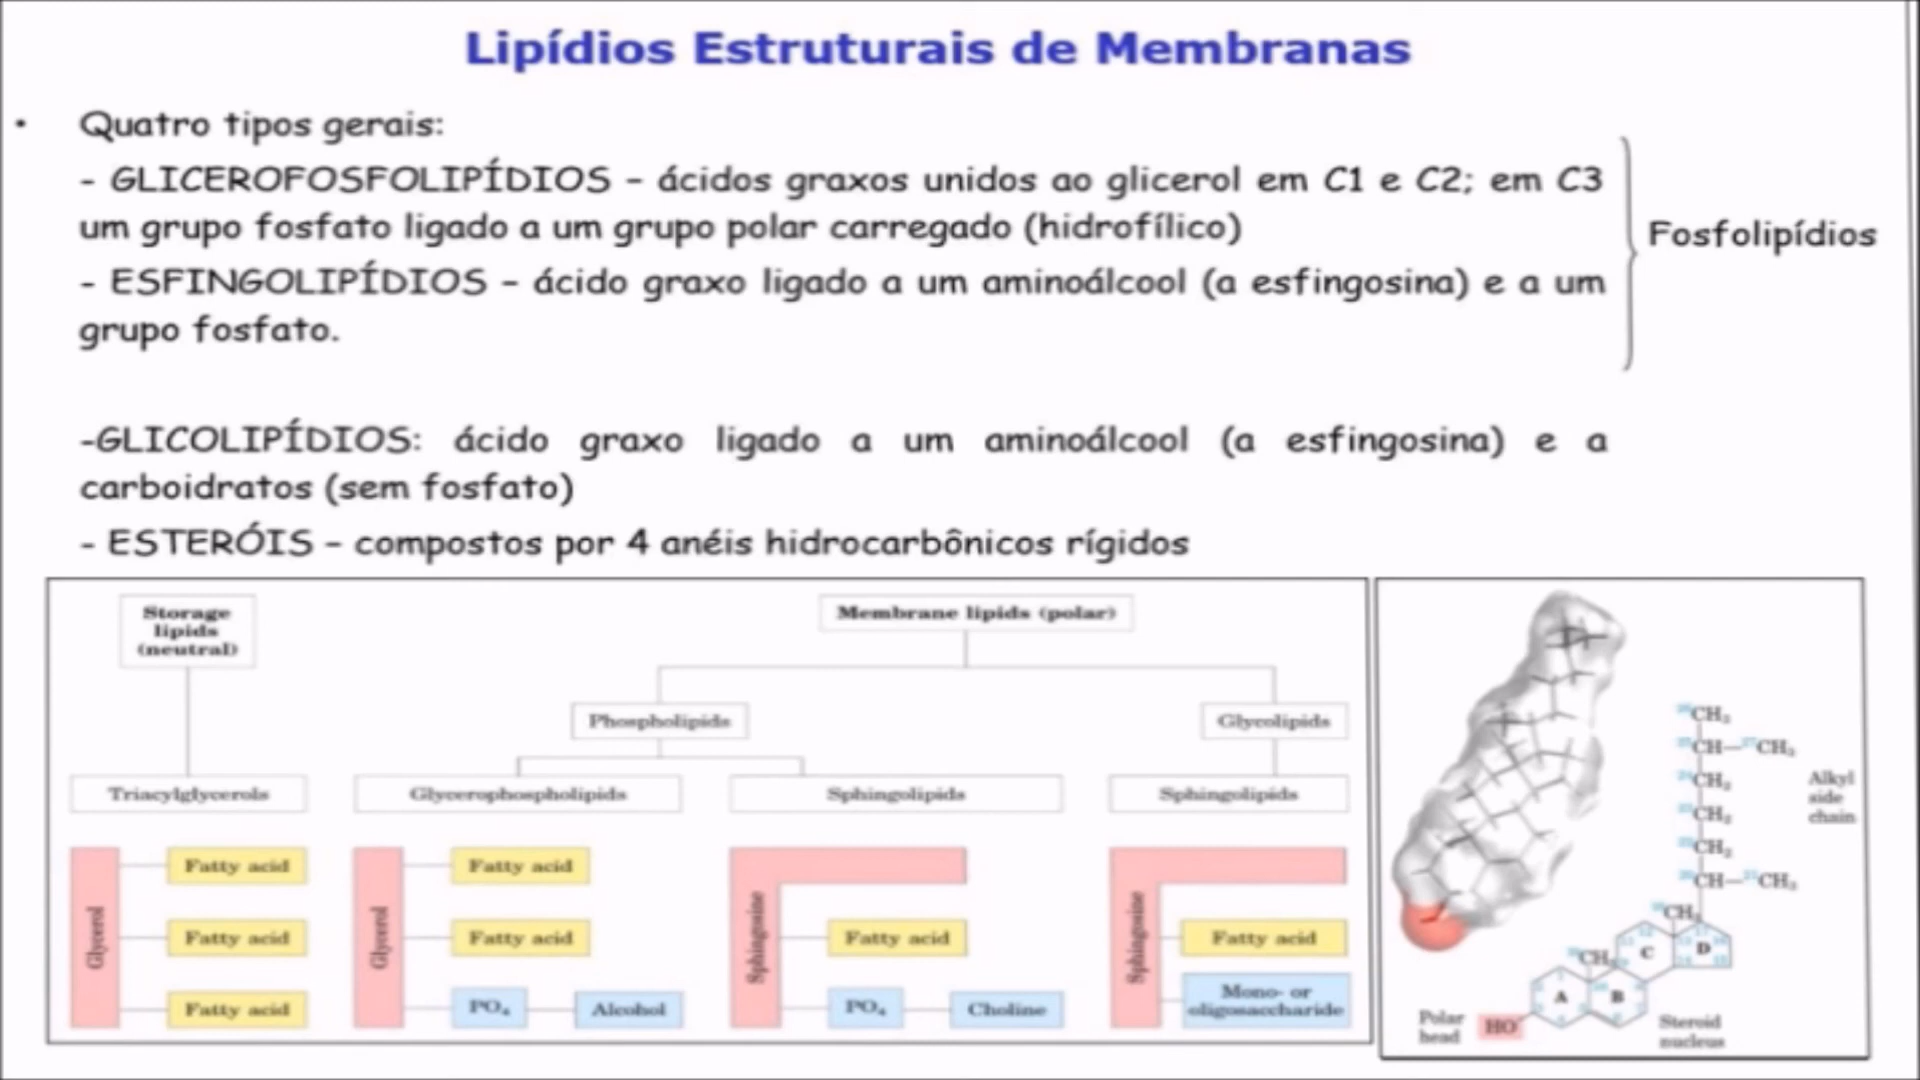 Lipídios Estruturais de Membranas
• Quatro tipos gerais:
- GLICEROFOSFOLIPÍDIOS – ácidos graxos unidos ao glicerol em C1 e C2; em C3
um grupo fosfato ligado a um grupo polar carregado (hidrofílico)
- ESFINGOLIPÍDIOS – ácido graxo ligado a um aminoálcool (a esfingosina) e a um
grupo fosfato.
Fosfolipídios
-GLICOLIPÍDIOS: ácido graxo ligado a um aminoálcool (a esfingosina) e a
carboidratos (sem fosfato)
- ESTERÓIS – compostos por 4 anéis hidrocarbônicos rígidos
Storage
lipids
(neutral)
Membrane lipids (polar)
Phospholipids
Glycolipids
Triacylglycerols
Glycerophospholipids
Sphingolipids
Sphingolipids
Glycerol
Fatty acid
Fatty acid
Fatty acid
Glycerol
Fatty acid
Fatty acid
PO₄
Alcohol
Sphingosine
Fatty acid
PO₄
Choline
Sphingosine
Fatty acid
Mono- or
oligosaccharide
CH₃
CH—CH₃
CH₂
CH₂
CH₂
CH—CH₃
Alkyl
side
chain
CH₃
CH₃
A
B
C
D
Polar
head
HO
Steroid
nucleus